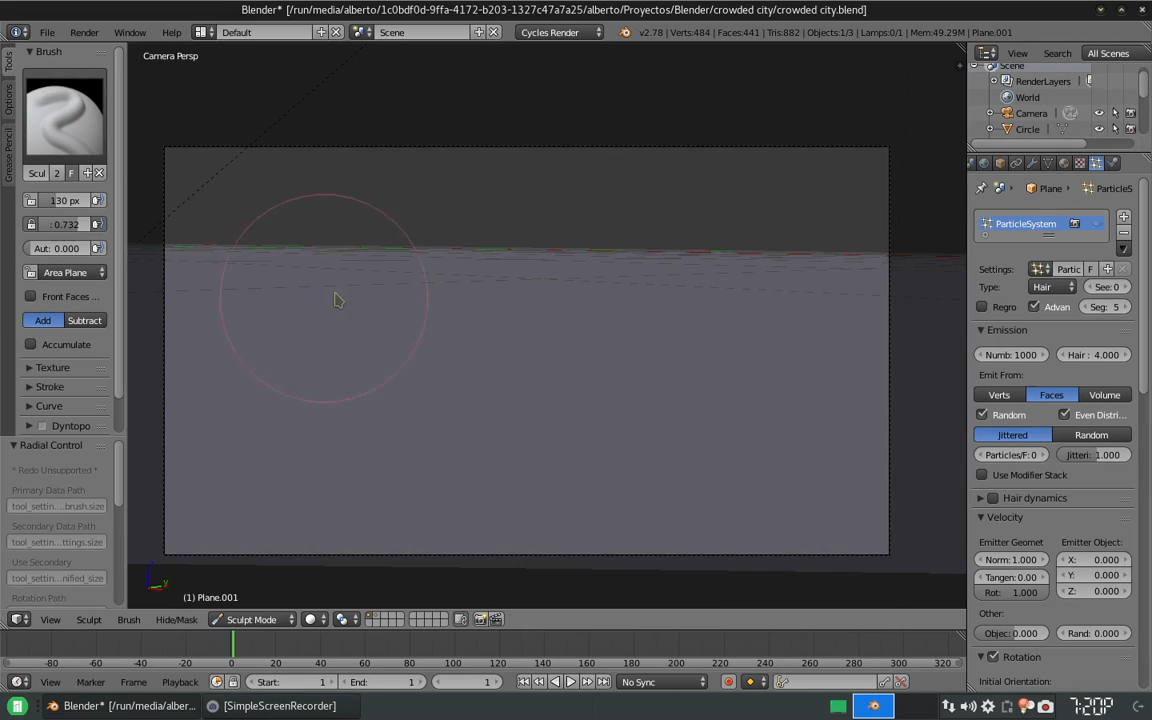 Blender* [/run/media/alberto/1c0bdf0d-9ffa-4172-b203-1327c47a7a25/alberto/Proyectos/Blender/crowded city/crowded city.blend]
File Render Window Help Default Scene Cycles Render v2.78 | Verts:484 | Faces:441 | Tris:882 | Objects:1/3 | Lamps:0/1 | Mem:49.29M | Plane.001
Brush
Tools
Options
Grease Pencil
Scul 2 F
130 px
: 0.732
Aut: 0.000
Area Plane
Front Faces ...
Add Subtract
Accumulate
Texture
Stroke
Curve
Dyntopo
Radial Control
* Redo Unsupported *
Primary Data Path
tool_settin....brush.size
Secondary Data Path
tool_settin...ttings.size
Use Secondary
tool_settin...nified_size
Rotation Path
Camera Persp
z
y
(1) Plane.001
View Sculpt Brush Hide/Mask Sculpt Mode
-80 -60 -40 -20 0 20 40 60 80 100 120 140 160 180 200 220 240 260 280 300 320
View Marker Frame Playback Start: 1 End: 1 1 No Sync
View Search All Scenes
Scene
RenderLayers
World
Camera
Circle
Plane ParticleS
ParticleSystem
Settings: Partic F
Type: Hair See: 0
Regro Advan Seg: 5
Emission
Numb: 1000 Hair : 4.000
Emit From:
Verts Faces Volume
Random Even Distri...
Jittered Random
Particles/F: 0 Jitteri: 1.000
Use Modifier Stack
Hair dynamics
Velocity
Emitter Geomet Emitter Object:
Norm: 1.000 X: 0.000
Tangen: 0.00 Y: 0.000
Rot: 1.000 Z: 0.000
Other:
Objec: 0.000 Rand: 0.000
Rotation
Initial Orientation:
Blender* [/run/media/alber... [SimpleScreenRecorder] 7:20P